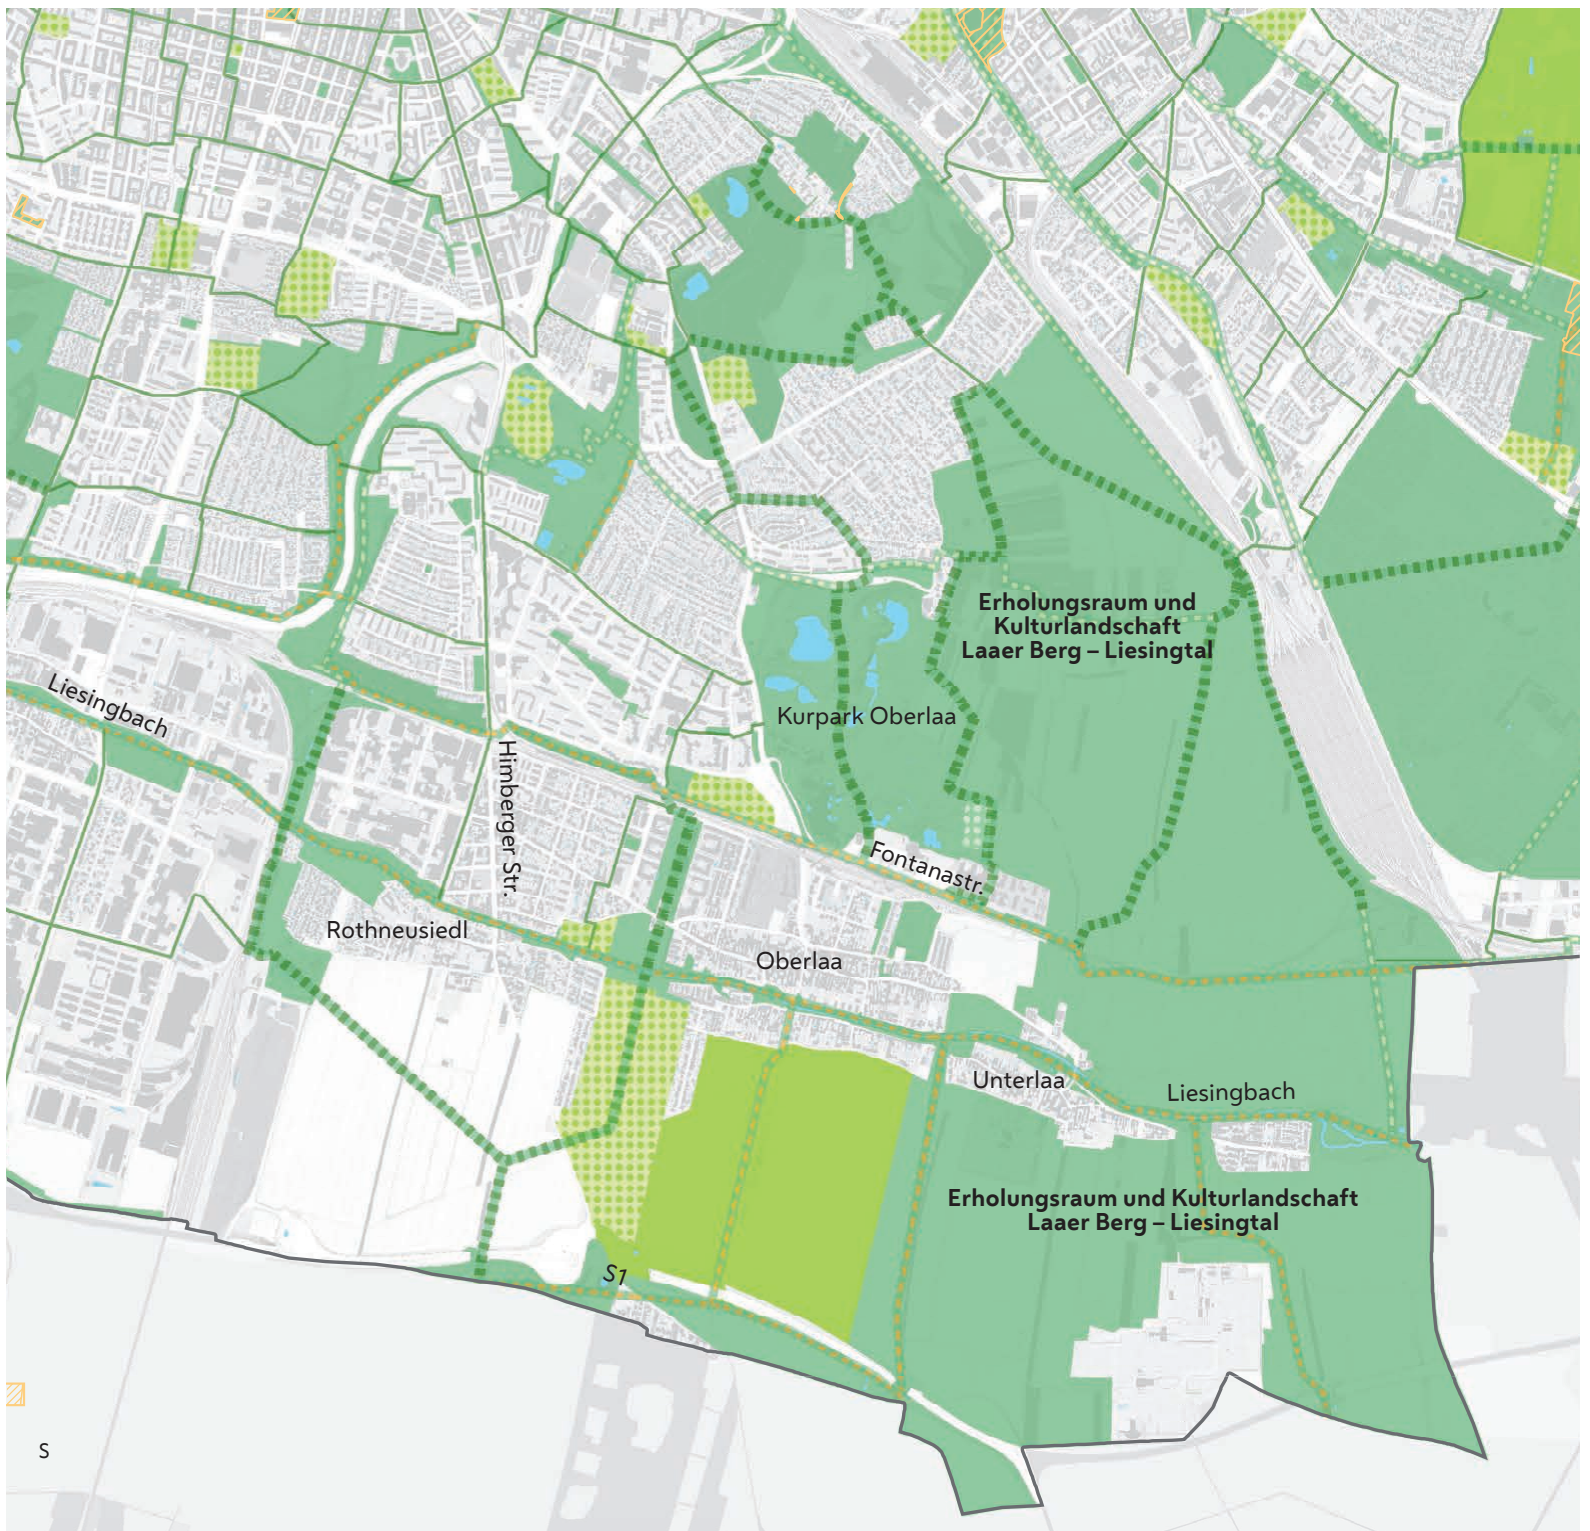 Erholungsraum und
Kulturlandschaft
Laaer Berg – Liesingtal
Liesingbach
Kurpark Oberlaa
Himberger Str.
Fontanastr.
Rothneusiedl
Oberlaa
Unterlaa
Liesingbach
Erholungsraum und Kulturlandschaft
Laaer Berg – Liesingtal
S1
S